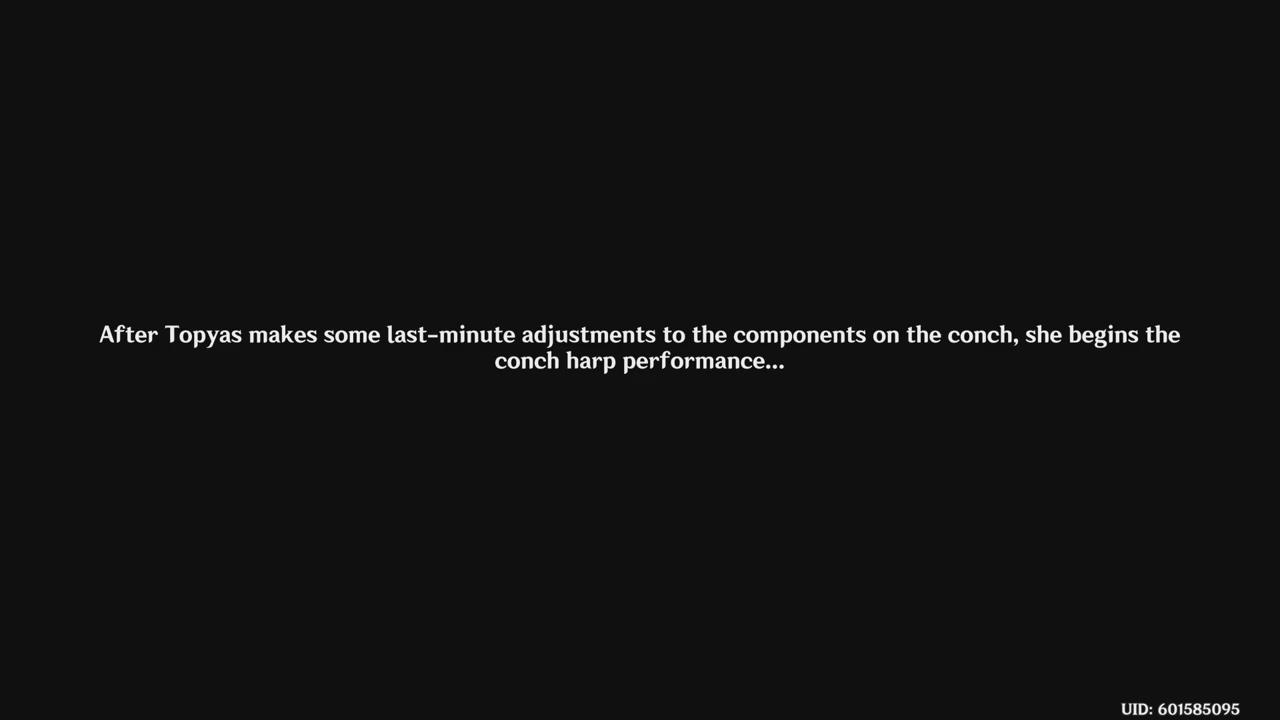 After Topyas makes some last-minute adjustments to the components on the conch, she begins the
conch harp performance...
UID: 601585095